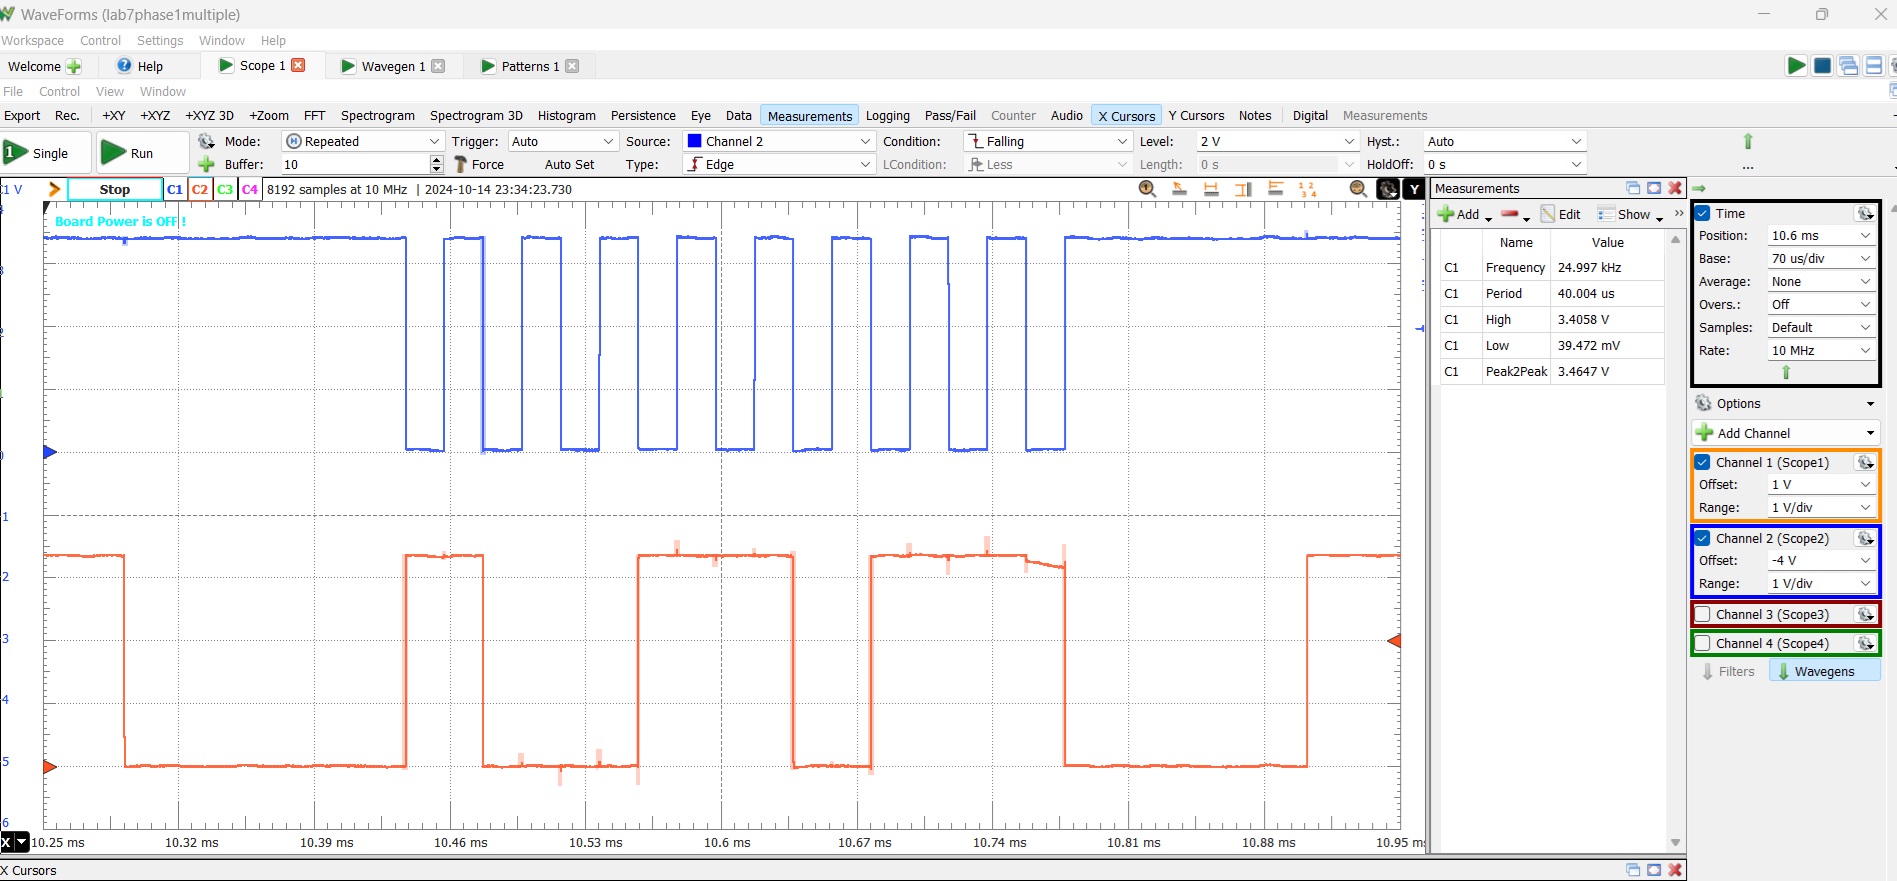 WaveForms (lab7phase1multiple)
Workspace Control Settings Window Help
Welcome Help Scope 1 Wavegen 1 Patterns 1
File Control View Window
Export Rec. +XY +XYZ +XYZ 3D +Zoom FFT Spectrogram Spectrogram 3D Histogram Persistence Eye Data Measurements Logging Pass/Fail Counter Audio X Cursors Y Cursors Notes Digital Measurements
1 Single Run Mode: Repeated Trigger: Auto Source: Channel 2 Condition: Falling Level: 2 V Hyst.: Auto
Buffer: 10 Force Auto Set Type: Edge LCondition: Less Length: 0 s HoldOff: 0 s ...
C1 V Stop C1 C2 C3 C4 8192 samples at 10 MHz | 2024-10-14 23:34:23.730 Y
Board Power is OFF !
3
2
1
0
-1
-2
-3
-4
-5
-6
X 10.25 ms 10.32 ms 10.39 ms 10.46 ms 10.53 ms 10.6 ms 10.67 ms 10.74 ms 10.81 ms 10.88 ms 10.95 ms
Measurements
Add Edit Show »
Name Value
C1 Frequency 24.997 kHz
C1 Period 40.004 us
C1 High 3.4058 V
C1 Low 39.472 mV
C1 Peak2Peak 3.4647 V
Time
Position: 10.6 ms
Base: 70 us/div
Average: None
Overs.: Off
Samples: Default
Rate: 10 MHz
Options
Add Channel
Channel 1 (Scope1)
Offset: 1 V
Range: 1 V/div
Channel 2 (Scope2)
Offset: -4 V
Range: 1 V/div
Channel 3 (Scope3)
Channel 4 (Scope4)
Filters Wavegens
X Cursors